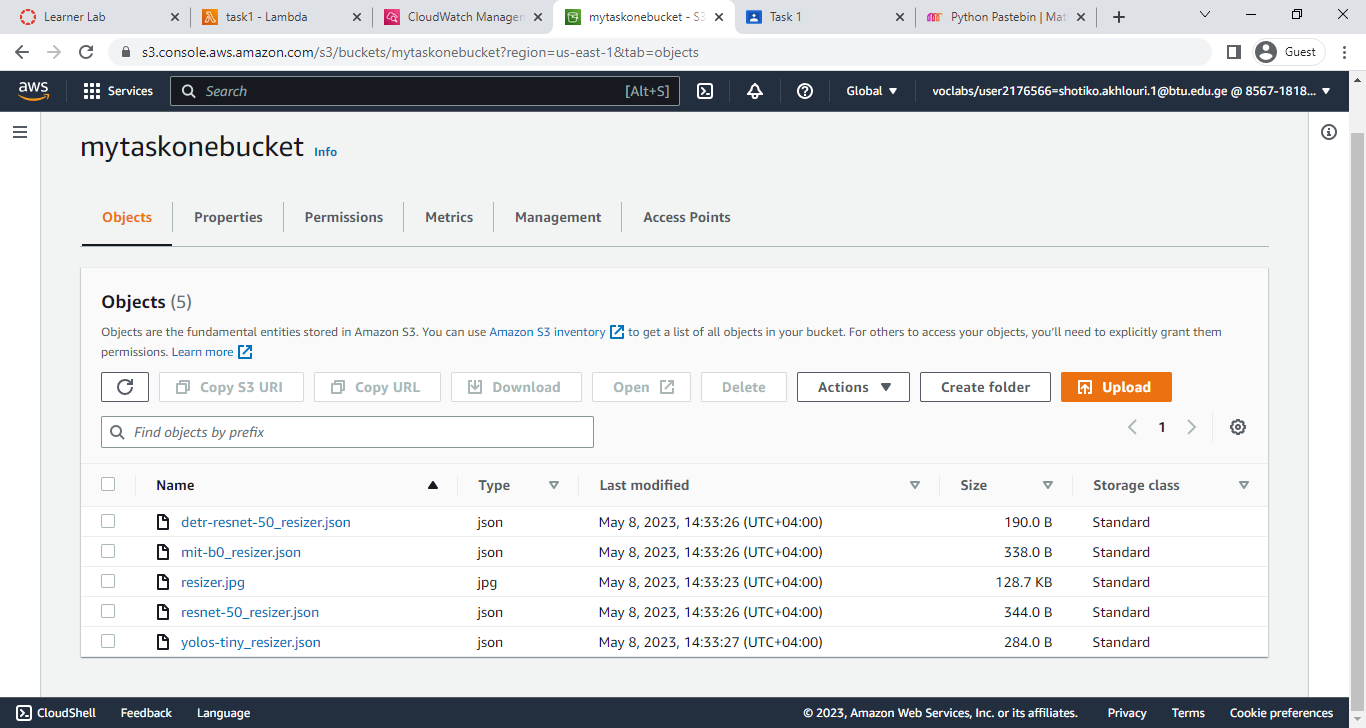 Learner Lab
task1 - Lambda
CloudWatch Managem
mytaskonebucket - S3
Task 1
Python Pastebin | Mat
s3.console.aws.amazon.com/s3/buckets/mytaskonebucket?region=us-east-1&tab=objects
Guest
aws
Services
Search
[Alt+S]
Global
voclabs/user2176566=shotiko.akhlouri.1@btu.edu.ge @ 8567-1818...
mytaskonebucket Info
Objects Properties Permissions Metrics Management Access Points
Objects (5)
Objects are the fundamental entities stored in Amazon S3. You can use Amazon S3 inventory to get a list of all objects in your bucket. For others to access your objects, you'll need to explicitly grant them
permissions. Learn more
Copy S3 URI Copy URL Download Open Delete Actions Create folder Upload
Find objects by prefix
1
Name Type Last modified Size Storage class
detr-resnet-50_resizer.json json May 8, 2023, 14:33:26 (UTC+04:00) 190.0 B Standard
mit-b0_resizer.json json May 8, 2023, 14:33:26 (UTC+04:00) 338.0 B Standard
resizer.jpg jpg May 8, 2023, 14:33:23 (UTC+04:00) 128.7 KB Standard
resnet-50_resizer.json json May 8, 2023, 14:33:26 (UTC+04:00) 344.0 B Standard
yolos-tiny_resizer.json json May 8, 2023, 14:33:27 (UTC+04:00) 284.0 B Standard
CloudShell Feedback Language © 2023, Amazon Web Services, Inc. or its affiliates. Privacy Terms Cookie preferences